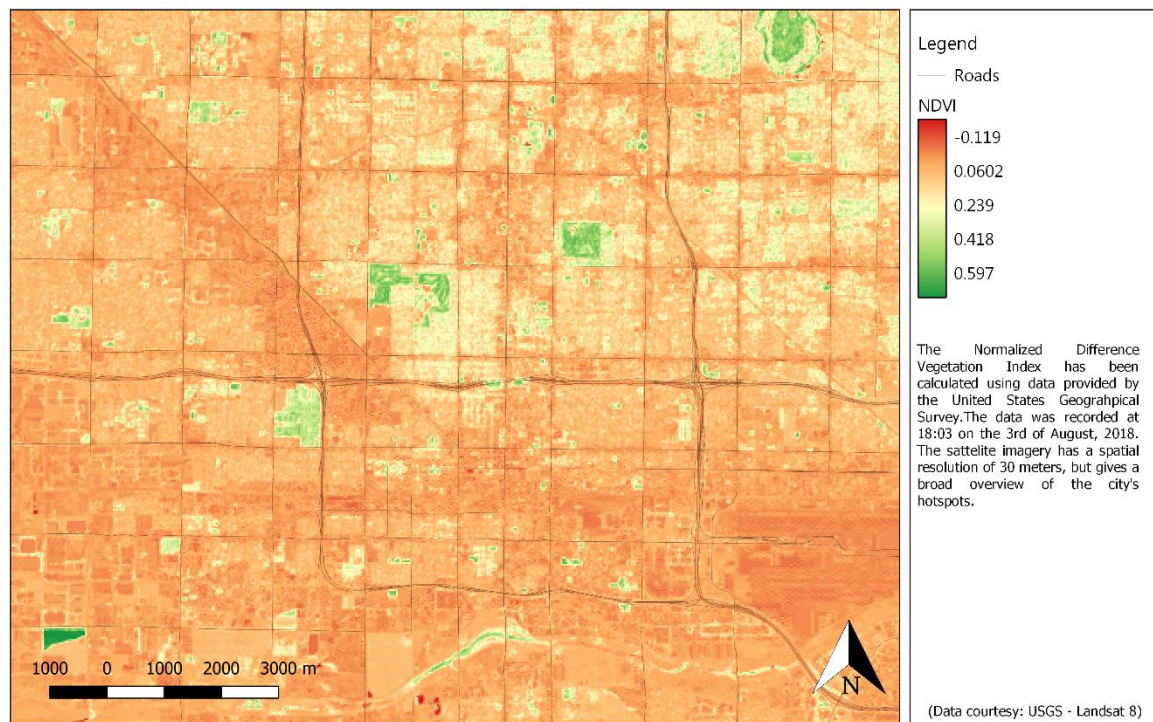 Legend
Roads
NDVI
-0.119
0.0602
0.239
0.418
0.597
The Normalized Difference
Vegetation Index has been
calculated using data provided by
the United States Geograhpical
Survey.The data was recorded at
18:03 on the 3rd of August, 2018.
The sattelite imagery has a spatial
resolution of 30 meters, but gives a
broad overview of the city's
hotspots.
1000 0 1000 2000 3000 m
N
(Data courtesy: USGS - Landsat 8)